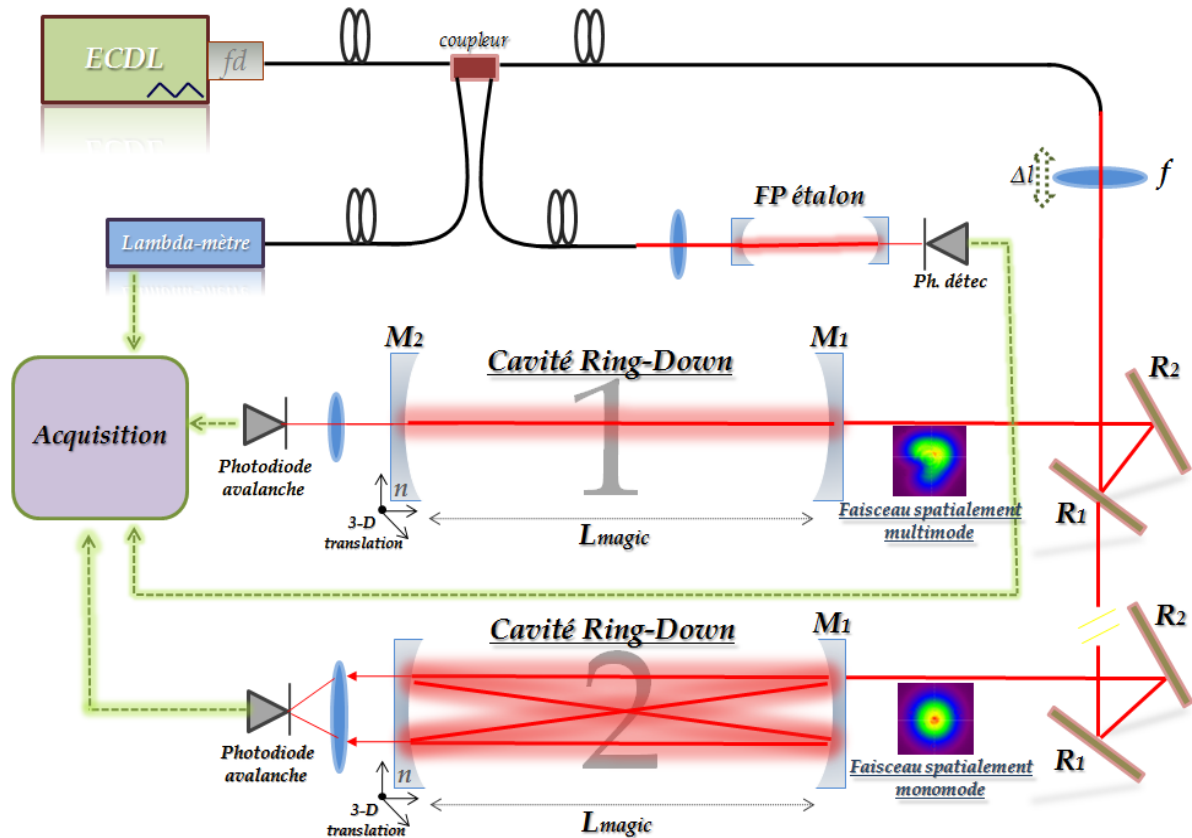 coupleur
ECDL
fd
Δl
f
FP étalon
Lambda-mètre
Ph. détec
M2
Cavité Ring-Down
M1
R2
1
Acquisition
Photodiode
avalanche
n
3-D
translation
Lmagic
Faisceau spatialement
multimode
R1
Cavité Ring-Down
M1
R2
2
Photodiode
avalanche
n
3-D
translation
Lmagic
Faisceau spatialement
monomode
R1